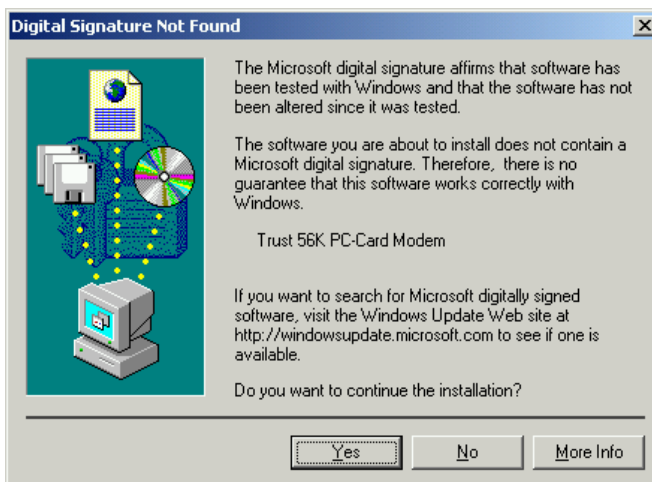 Digital Signature Not Found
The Microsoft digital signature affirms that software has
been tested with Windows and that the software has not
been altered since it was tested.
The software you are about to install does not contain a
Microsoft digital signature. Therefore, there is no
guarantee that this software works correctly with
Windows.
Trust 56K PC-Card Modem
If you want to search for Microsoft digitally signed
software, visit the Windows Update Web site at
http://windowsupdate.microsoft.com to see if one is
available.
Do you want to continue the installation?
Yes No More Info